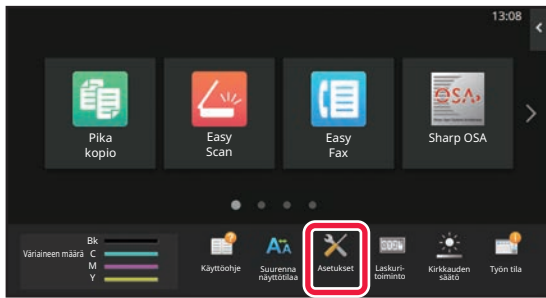 13:08
Pika
kopio
Easy
Scan
Easy
Fax
OSA
Sharp OSA
Väriaineen määrä
Bk
C
M
Y
Käyttöohje
Suurenna
näyttötilaa
Asetukset
Laskuri-
toiminto
Kirkkauden
säätö
Työn tila